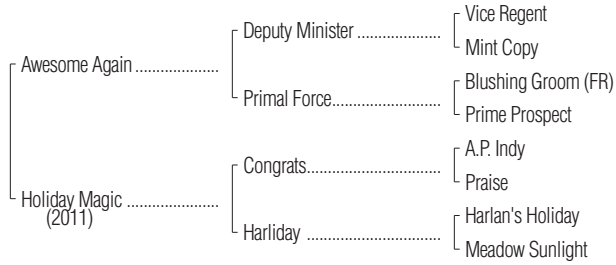 Vice Regent
Deputy Minister ...................
Mint Copy
Awesome Again ...................
Blushing Groom (FR)
Primal Force.........................
Prime Prospect
A.P. Indy
Congrats...............................
Praise
Holiday Magic .....................
(2011)
Harlan's Holiday
Harliday ...............................
Meadow Sunlight